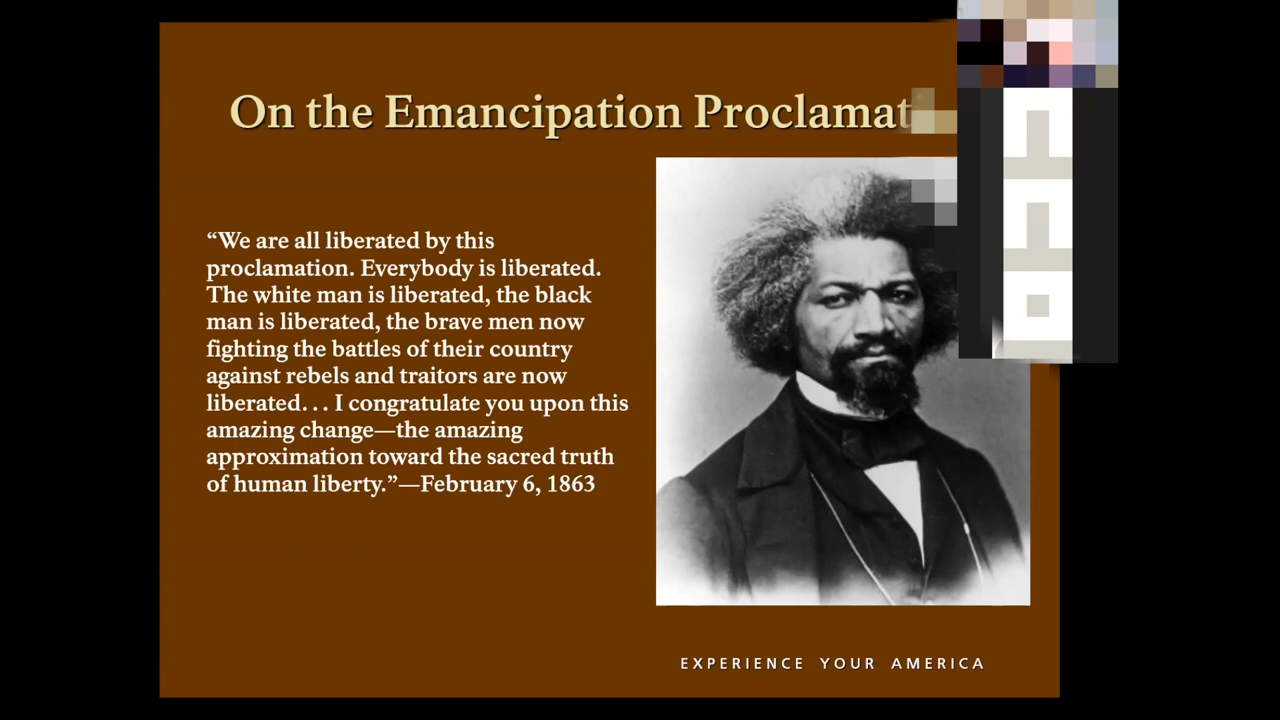 On the Emancipation
“We are all liberated by this
proclamation. Everybody is liberated.
The white man is liberated, the black
man is liberated, the brave men now
fighting the battles of their country
against rebels and traitors are now
liberated... I congratulate you upon this
amazing change—the amazing
approximation toward the sacred truth
of human liberty.”—February 6, 1863
EXPERIENCE YOUR AMERICA